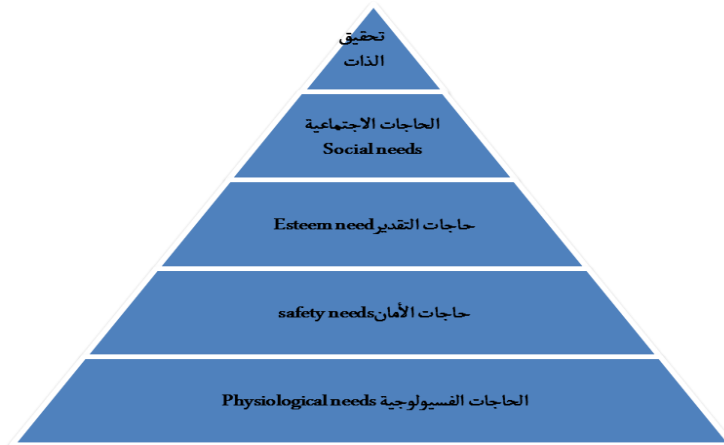 تحقيق
الذات
الحاجات الاجتماعية
Social needs
حاجات التقدير Esteem need
حاجات الأمان safety needs
الحاجات الفسيولوجية Physiological needs